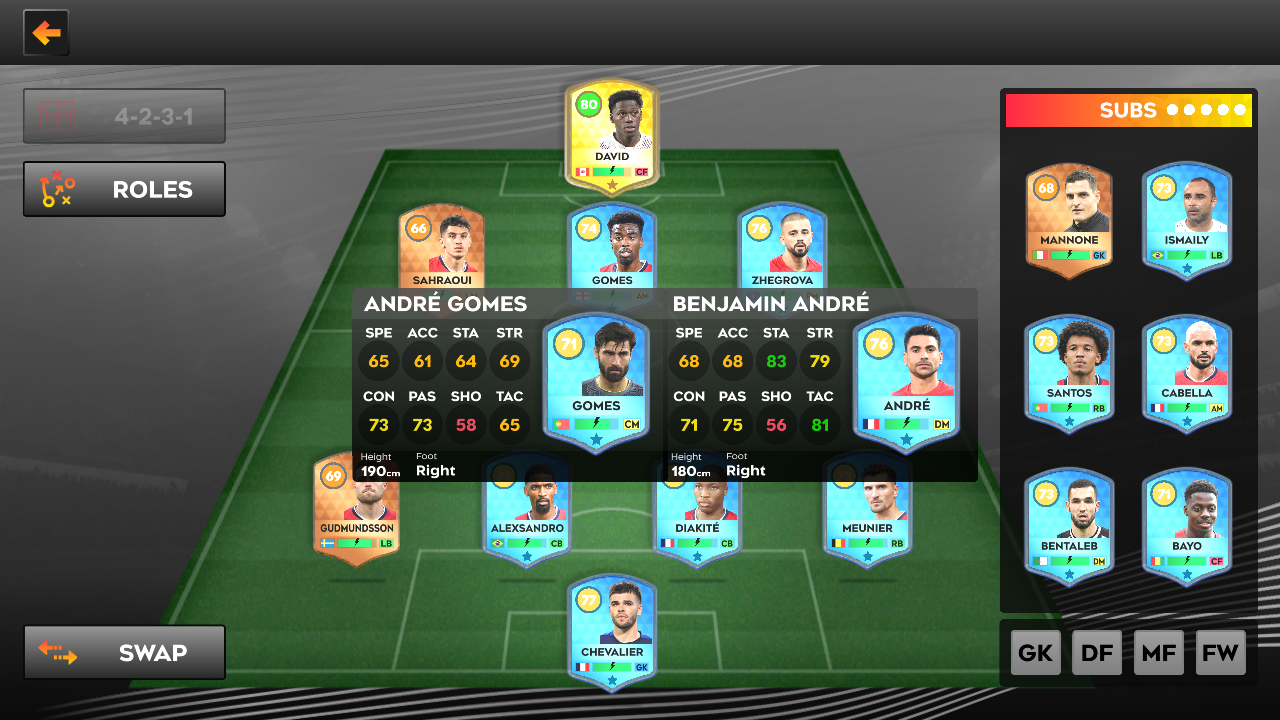 4-2-3-1
ROLES
80
DAVID
CF
66
SAHRAOUI
74
GOMES
AM
76
ZHEGROVA
ANDRÉ GOMES
SPE ACC STA STR
65 61 64 69
CON PAS SHO TAC
73 73 58 65
Height
190cm
Foot
Right
71
GOMES
CM
BENJAMIN ANDRÉ
SPE ACC STA STR
68 68 83 79
CON PAS SHO TAC
71 75 56 81
Height
180cm
Foot
Right
76
ANDRÉ
DM
69
GUDMUNDSSON
LB
ALEXSANDRO
CB
DIAKITÉ
CB
MEUNIER
RB
77
CHEVALIER
GK
SWAP
SUBS
68
MANNONE
GK
73
ISMAILY
LB
73
SANTOS
RB
73
CABELLA
AM
73
BENTALEB
DM
71
BAYO
CF
GK DF MF FW